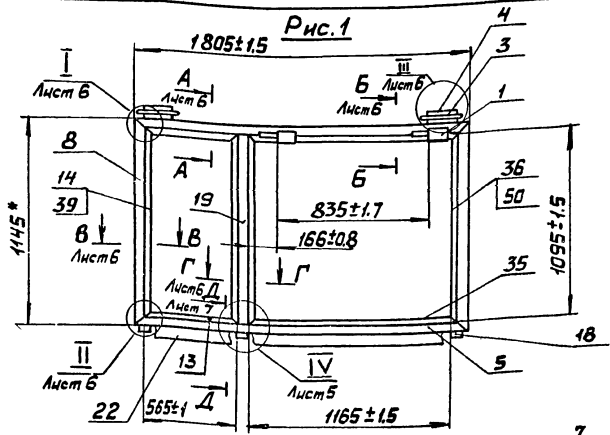 Рис.1
1805±1.5
4
3
I
Лист 6
А
Лист 6
Б
Лист 6
III
Лист 6
1
8
14
39
А
19
Б
36
50
1145*
835±1.7
1095±1.5
В
Лист 6
В
166±0.8
Г
Лист 6
Г
Д
Лист 7
35
18
II
Лист 6
13
IV
Лист 5
5
22
565±1
Д
1165±1.5
7